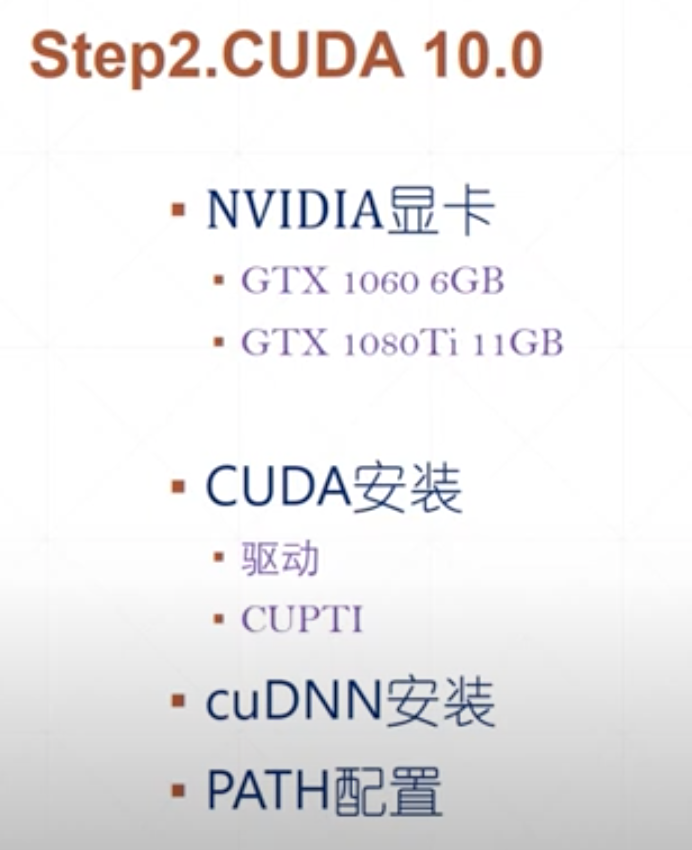 Step2.CUDA 10.0
NVIDIA显卡
GTX 1060 6GB
GTX 1080Ti 11GB
CUDA安装
驱动
CUPTI
cuDNN安装
PATH配置